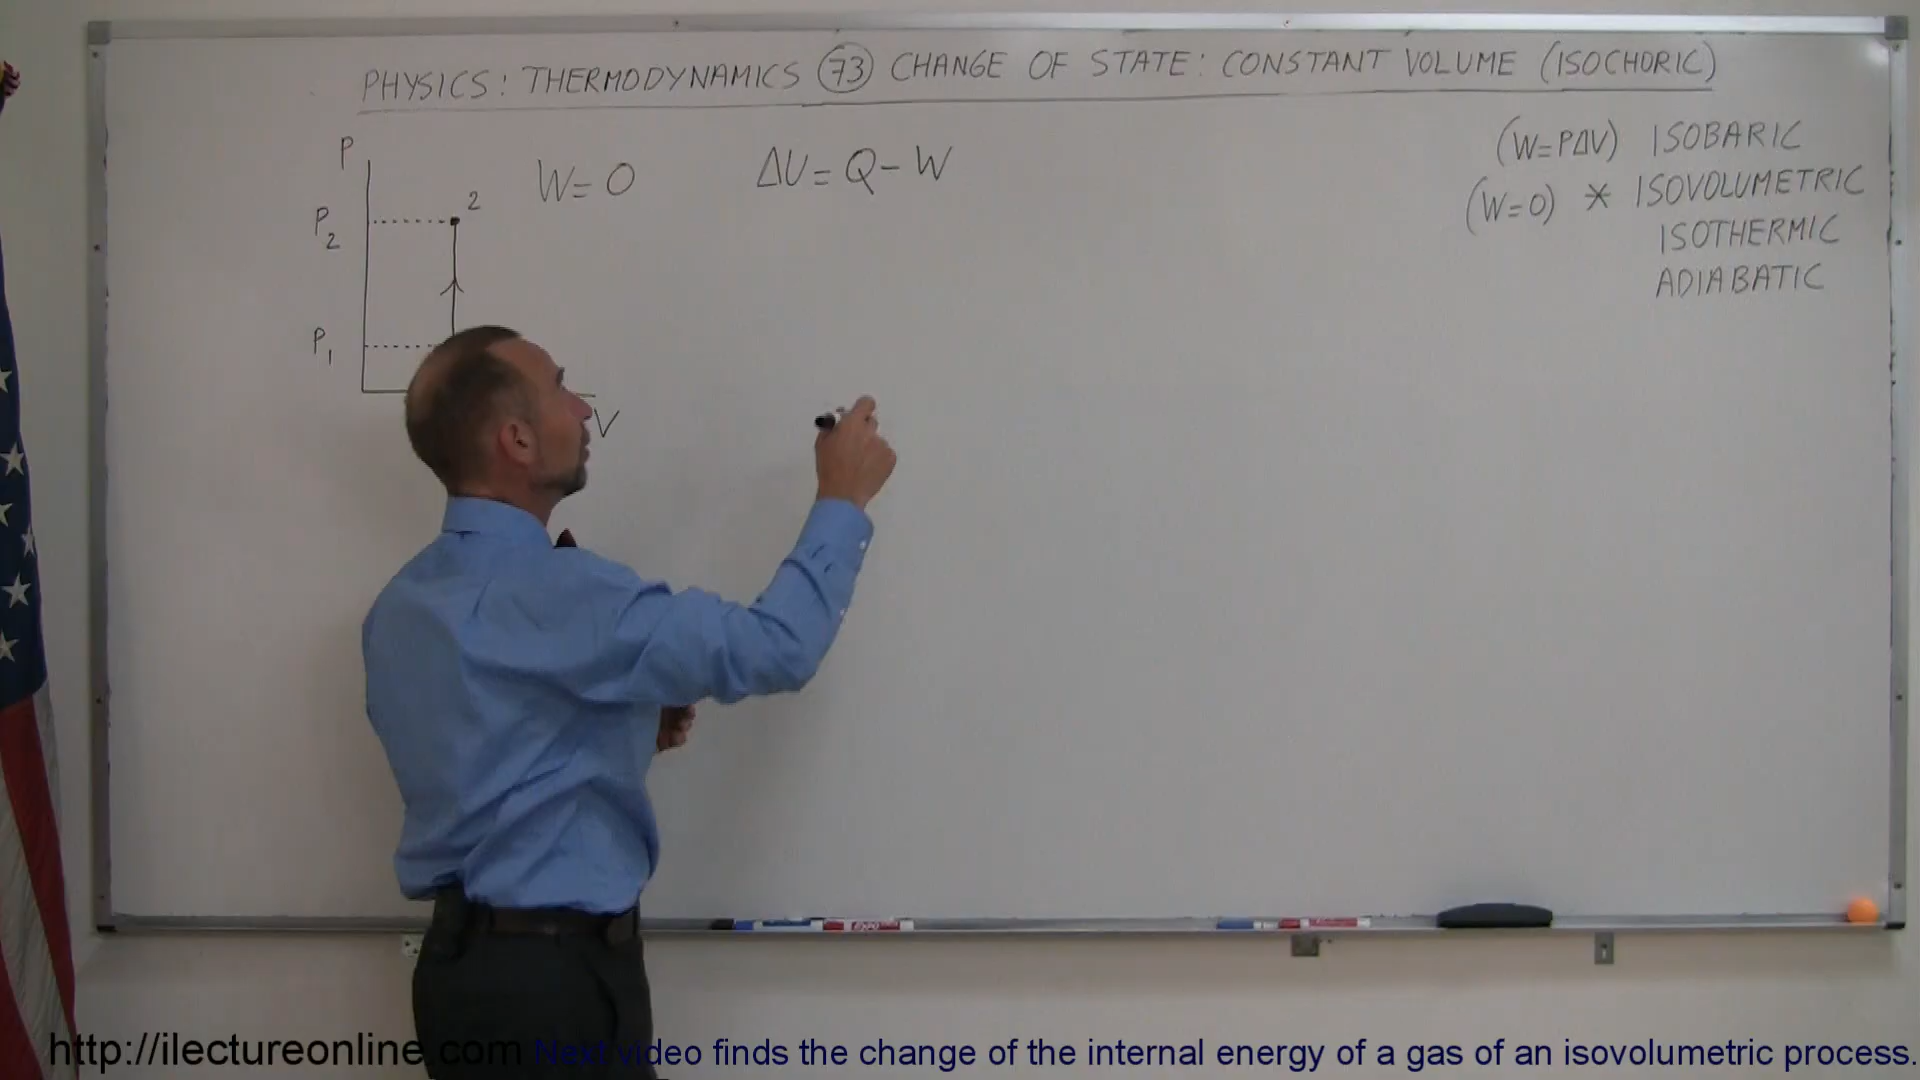 PHYSICS: THERMODYNAMICS 73 CHANGE OF STATE: CONSTANT VOLUME (ISOCHORIC)
P
P2
2
P1
V
W=0
ΔU=Q-W
(W=PΔV) ISOBARIC
(W=0) * ISOVOLUMETRIC
ISOTHERMIC
ADIABATIC
EXPO
http://ilectureonline.com Next video finds the change of the internal energy of a gas of an isovolumetric process.